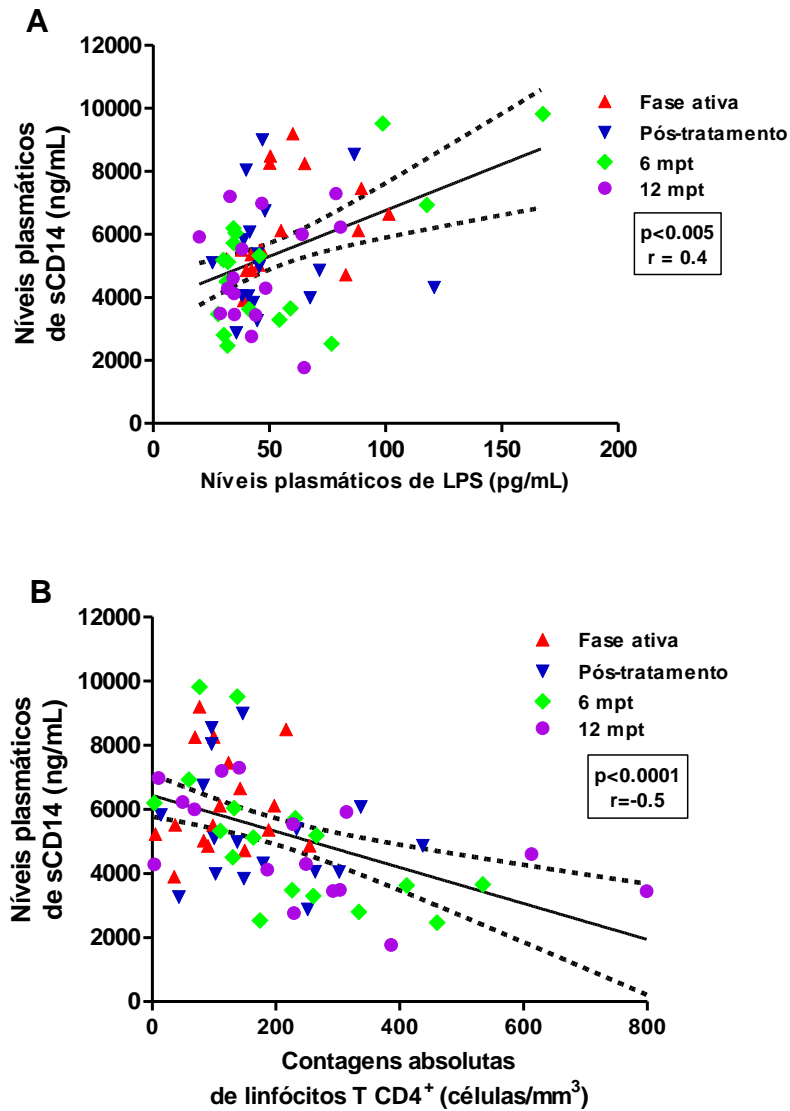 A
12000
10000
8000
6000
4000
2000
0
Níveis plasmáticos
de sCD14 (ng/mL)
0 50 100 150 200
Níveis plasmáticos de LPS (pg/mL)
Fase ativa
Pós-tratamento
6 mpt
12 mpt
p<0.005
r = 0.4
B
12000
10000
8000
6000
4000
2000
0
Níveis plasmáticos
de sCD14 (ng/mL)
0 200 400 600 800
Contagens absolutas
de linfócitos T CD4⁺ (células/mm³)
Fase ativa
Pós-tratamento
6 mpt
12 mpt
p<0.0001
r=-0.5